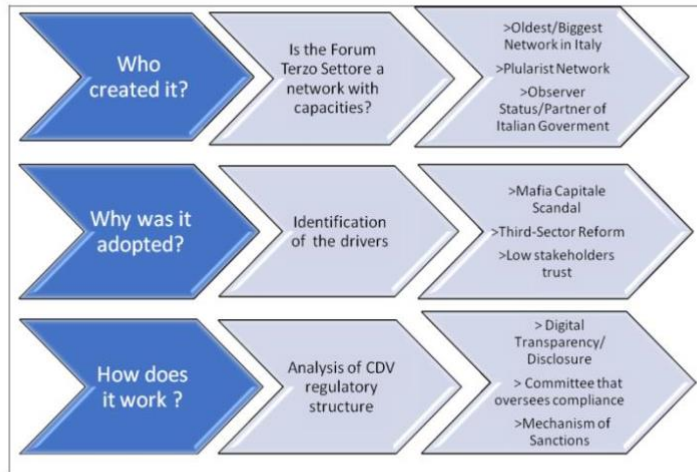 Who
created it?
Is the Forum
Terzo Settore a
network with
capacities?
>Oldest/Biggest
Network in Italy
>Plularist Network
>Observer
Status/Partner of
Italian Goverment
Why was it
adopted?
Identification
of the drivers
>Mafia Capitale
Scandal
>Third-Sector Reform
>Low stakeholders
trust
How does
it work ?
Analysis of CDV
regulatory
structure
> Digital
Transparency/
Disclosure
> Committee that
oversees compliance
>Mechanism of
Sanctions